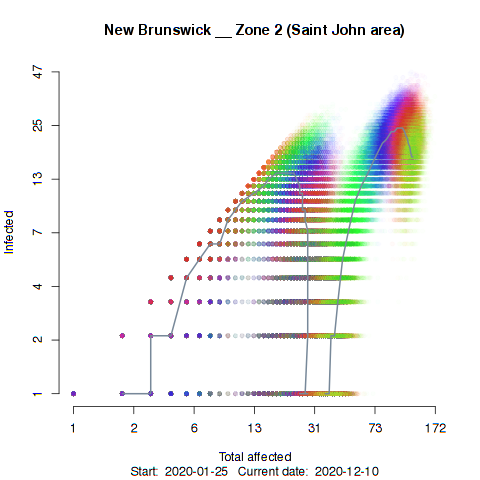 New Brunswick __ Zone 2 (Saint John area)
Infected
47
25
13
7
4
2
1
1 2 6 13 31 73 172
Total affected
Start: 2020-01-25 Current date: 2020-12-10